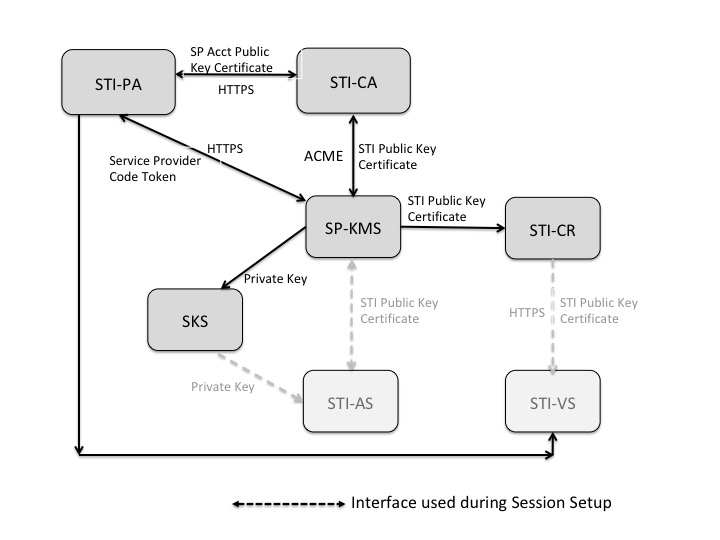 SP Acct Public
Key Certificate
STI-PA
STI-CA
HTTPS
HTTPS
ACME
STI Public Key
Certificate
Service Provider
Code Token
STI Public Key
Certificate
SP-KMS
STI-CR
Private Key
SKS
STI Public Key
Certificate
HTTPS
STI Public Key
Certificate
Private Key
STI-AS
STI-VS
Interface used during Session Setup